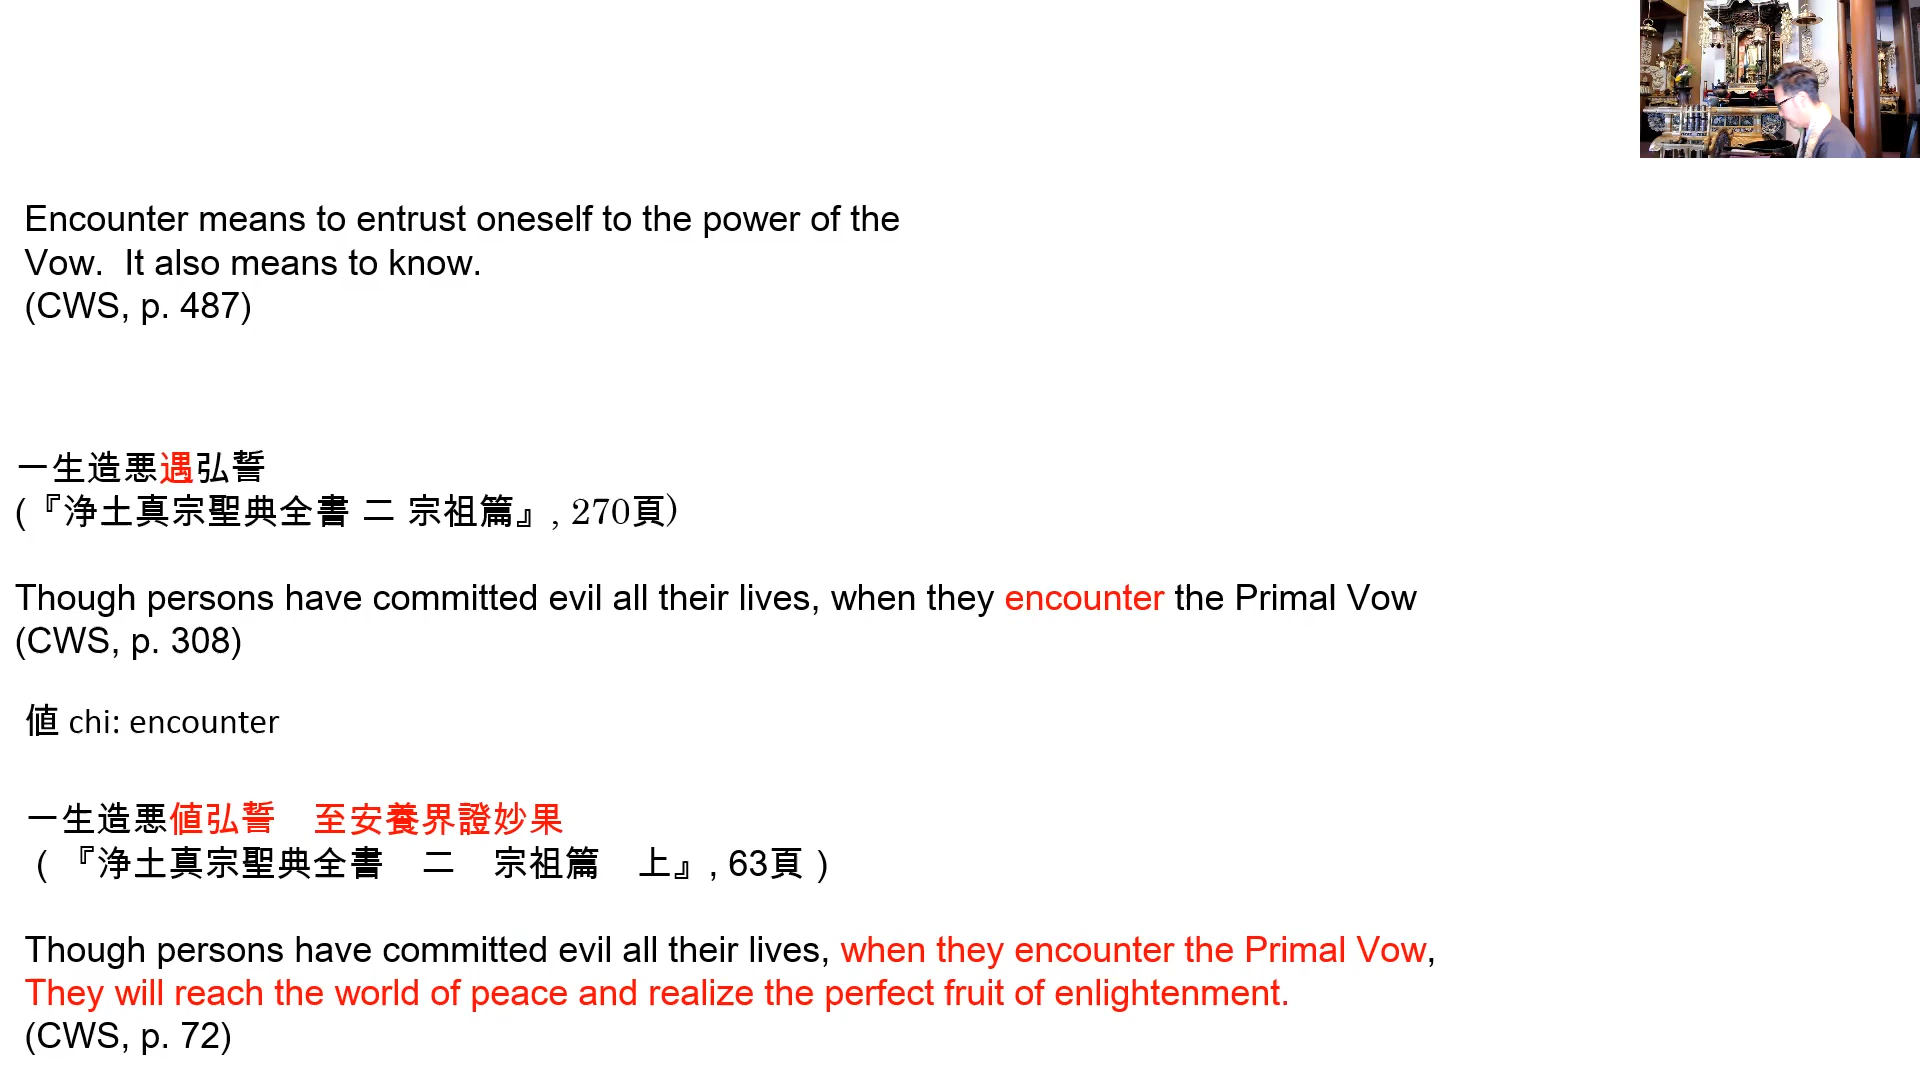 Encounter means to entrust oneself to the power of the
Vow.  It also means to know.
(CWS, p. 487)
一生造悪遇弘誓
(『浄土真宗聖典全書 二 宗祖篇』, 270頁)
Though persons have committed evil all their lives, when they encounter the Primal Vow
(CWS, p. 308)
値 chi: encounter
一生造悪値弘誓　至安養界證妙果
（『浄土真宗聖典全書　二　宗祖篇　上』, 63頁）
Though persons have committed evil all their lives, when they encounter the Primal Vow,
They will reach the world of peace and realize the perfect fruit of enlightenment.
(CWS, p. 72)